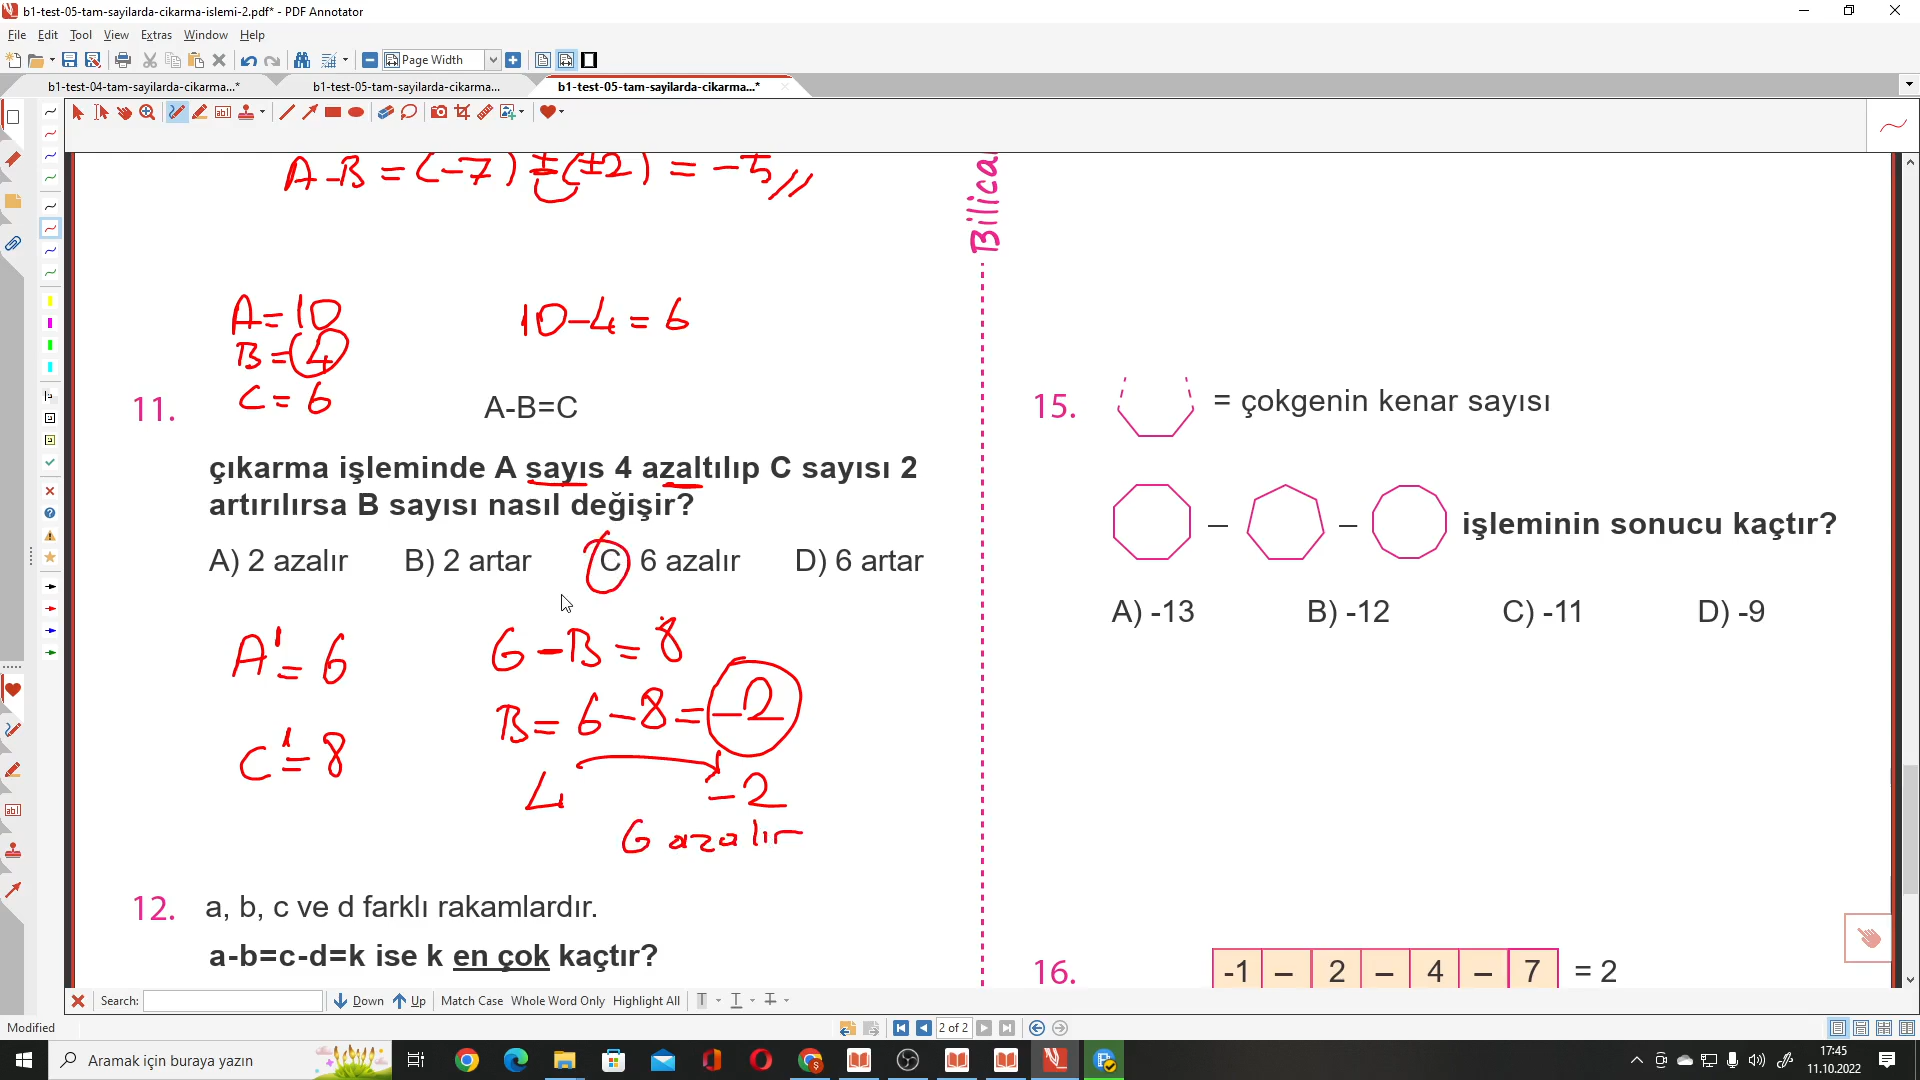 b1-test-05-tam-sayilarda-cikarma-islemi-2.pdf* - PDF Annotator
File Edit Tool View Extras Window Help
Page Width
b1-test-04-tam-sayilarda-cikarma...*
b1-test-05-tam-sayilarda-cikarma...
b1-test-05-tam-sayilarda-cikarma...*
A-B = (-7) ± (±2) = -5 //
A = 10
10-4 = 6
B = 4
C = 6
11. A-B=C
çıkarma işleminde A sayıs 4 azaltılıp C sayısı 2
artırılırsa B sayısı nasıl değişir?
A) 2 azalır B) 2 artar C 6 azalır D) 6 artar
A' = 6
6 - B = 8
B = 6 - 8 = -2
C' = 8
4 -2
6 azalır
12. a, b, c ve d farklı rakamlardır.
a-b=c-d=k ise k en çok kaçtır?
15. = çokgenin kenar sayısı
– – işleminin sonucu kaçtır?
A) -13 B) -12 C) -11 D) -9
16. -1 – 2 – 4 – 7 = 2
Search: Down Up Match Case Whole Word Only Highlight All
Modified
2 of 2
Aramak için buraya yazın
17:45
11.10.2022